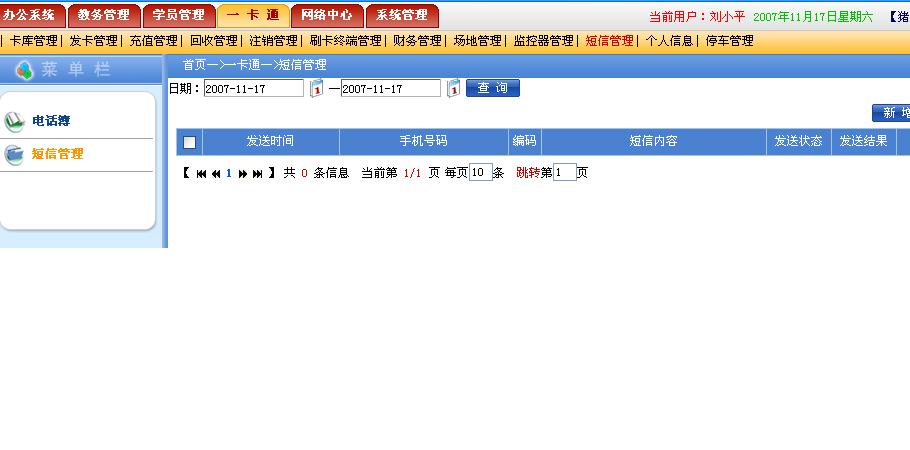 办公系统 教务管理 学员管理 一 卡 通 网络中心 系统管理 当前用户：刘小平 2007年11月17日星期六 【猪
| 卡库管理| 发卡管理| 充值管理| 回收管理| 注销管理| 刷卡终端管理| 财务管理| 场地管理| 监控器管理| 短信管理| 个人信息| 停车管理
菜 单 栏
首页—>一卡通—>短信管理
日期：2007-11-17 —2007-11-17 查 询
电话簿
短信管理
新 增
发送时间 手机号码 编码 短信内容 发送状态 发送结果
【 1 】 共 0 条信息 当前第 1/1 页 每页10条 跳转第1页